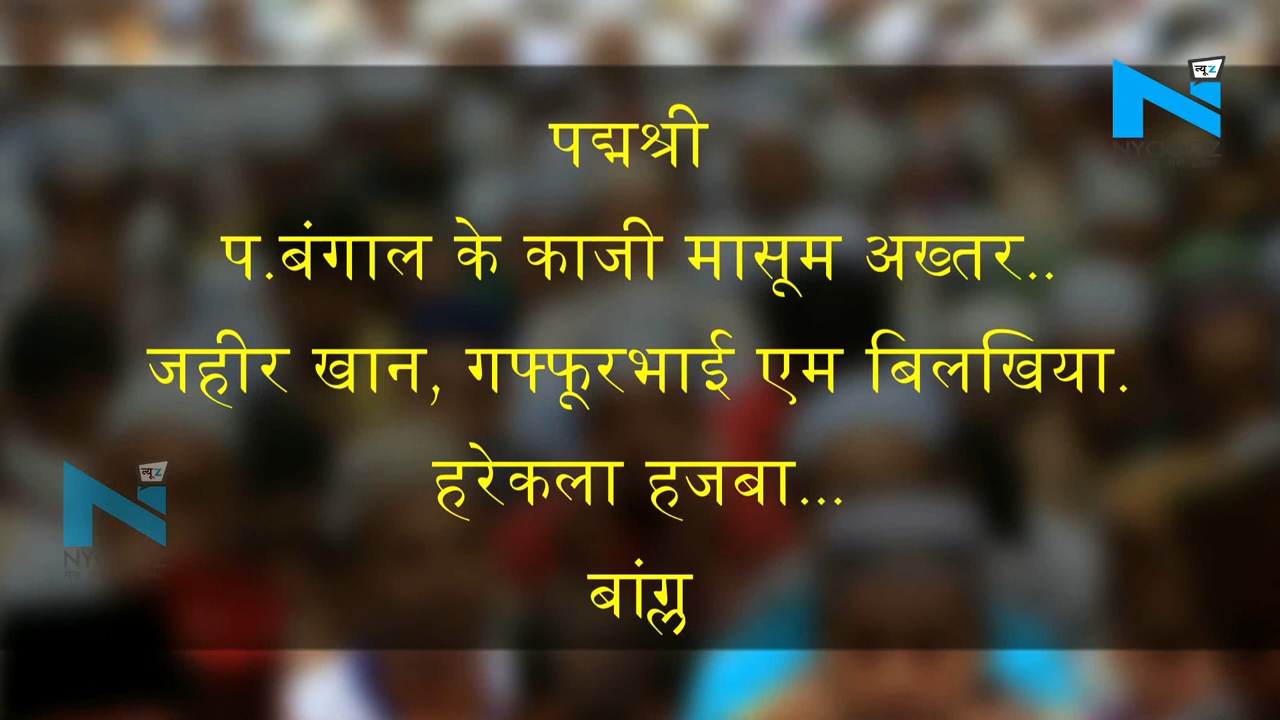 पद्मश्री
प.बंगाल के काजी मासूम अख्तर..
जहीर खान, गफ्फूरभाई एम बिलखिया.
हरेकला हजबा...
बांग्ल
न्यूz
न्यूz